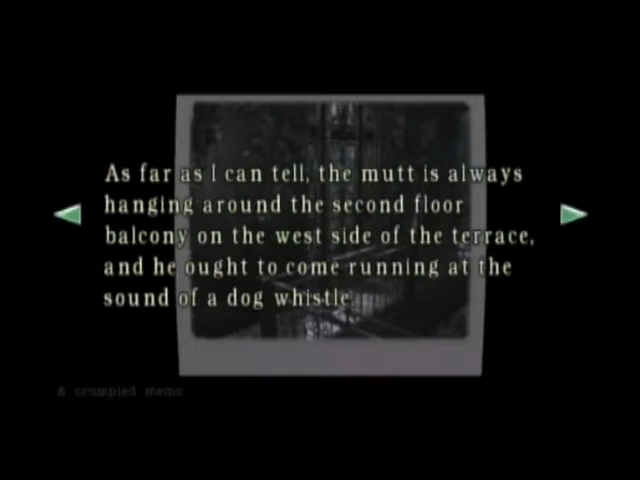 As far as I can tell, the mutt is always
hanging around the second floor
balcony on the west side of the terrace,
and he ought to come running at the
sound of a dog whistle.
A crumpled memo